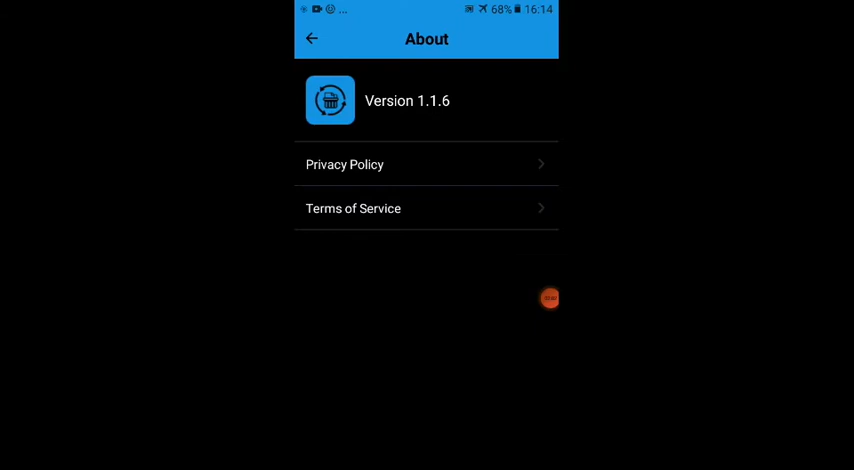 ... 68% 16:14
About
Version 1.1.6
Privacy Policy
Terms of Service